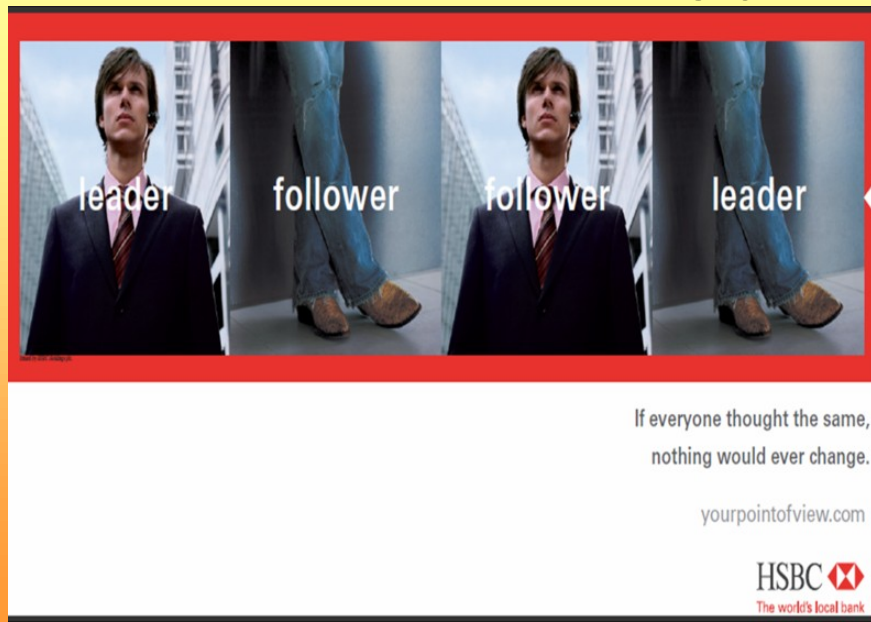 leader follower follower leader
If everyone thought the same,
nothing would ever change.
yourpointofview.com
HSBC
The world's local bank